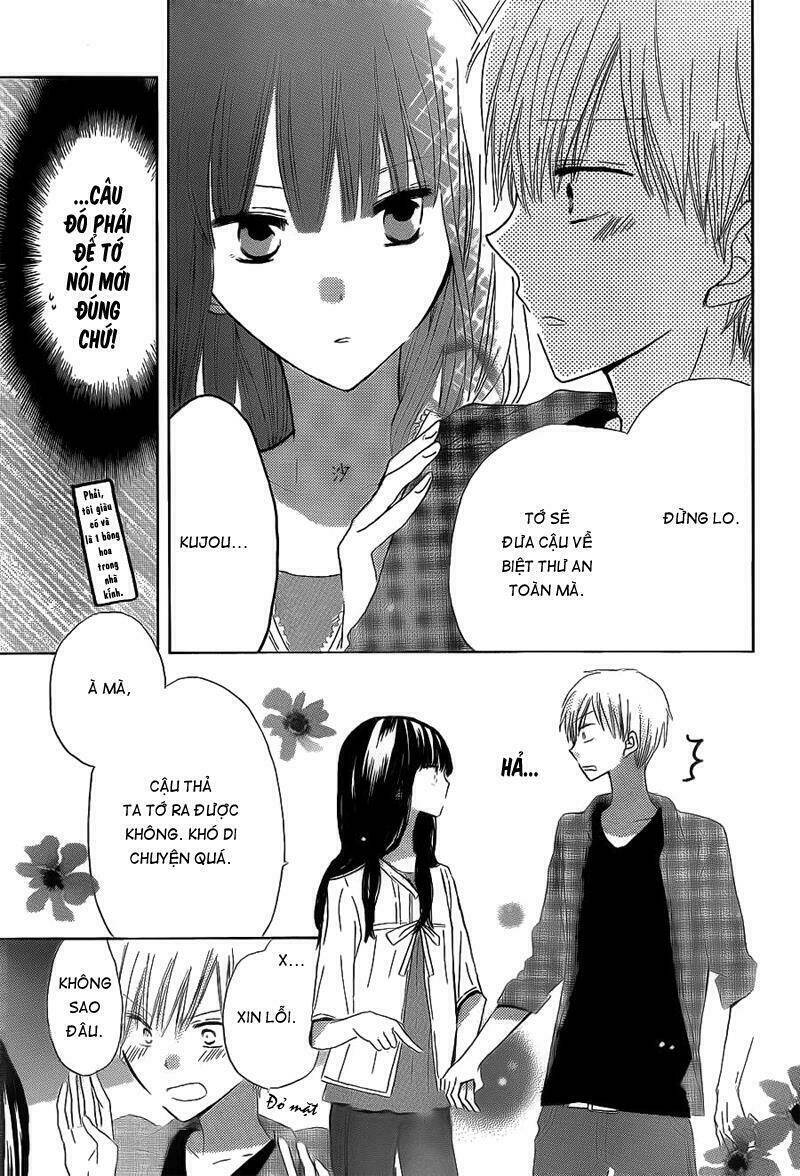 ĐỪNG LO.
TỚ SẼ
ĐƯA CẬU VỀ
BIỆT THỰ AN
TOÀN MÀ.
KUJOU...
沙
...CÂU
ĐÓ PHẢI
ĐỂ TỚ
NÓI MỚI
ĐÚNG
CHỨ!
Phải,
tôi giàu
có và
là 1 bông
hoa
trong
nhà
kính.
HẢ...
À MÀ,
CẬU THẢ
TA TỚ RA ĐƯỢC
KHÔNG. KHÓ DI
CHUYỆN QUÁ.
X...
XIN LỖI.
Đỏ mặt
KHÔNG
SAO
ĐÂU.